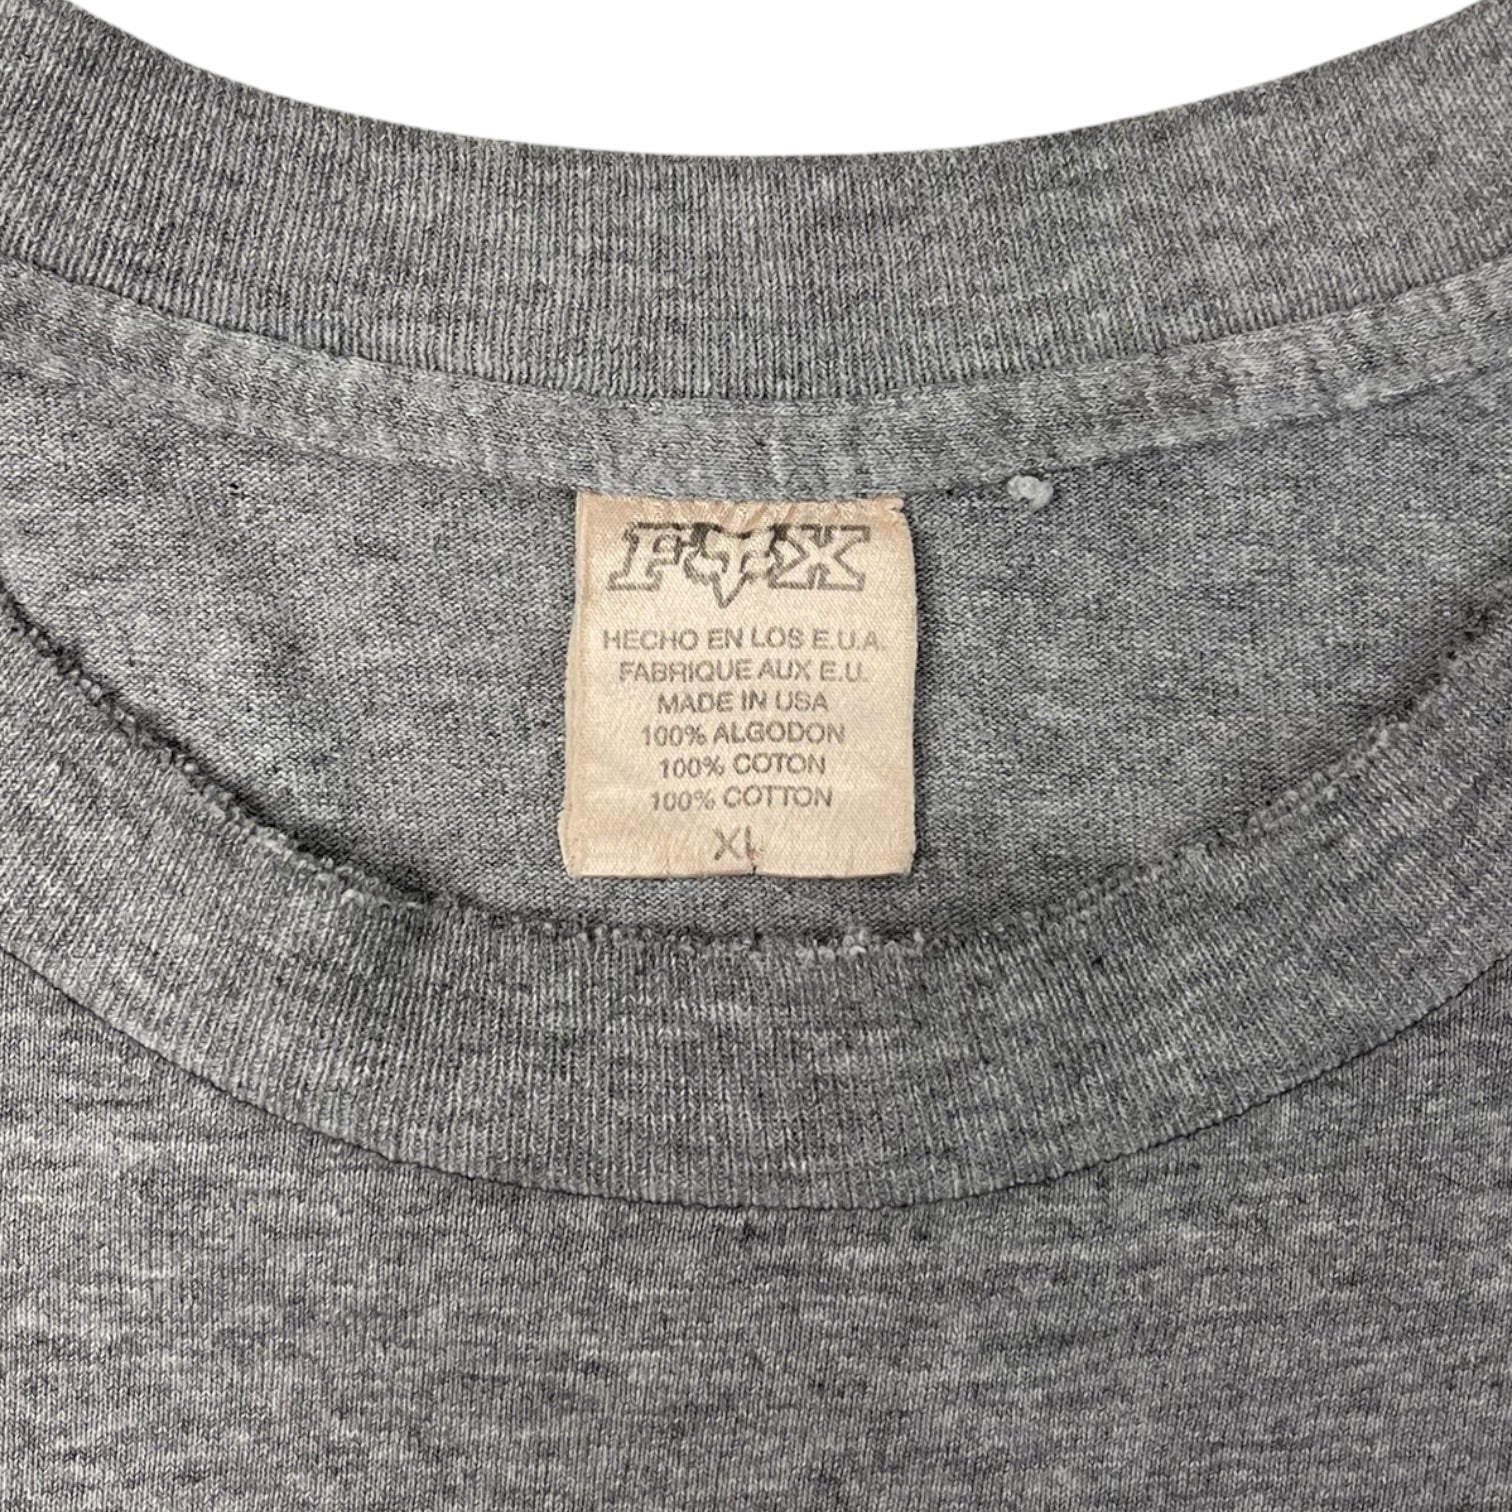 FOX
HECHO EN LOS E.U.A.
FABRIQUE AUX E.U.
MADE IN USA
100% ALGODON
100% COTON
100% COTTON
XL